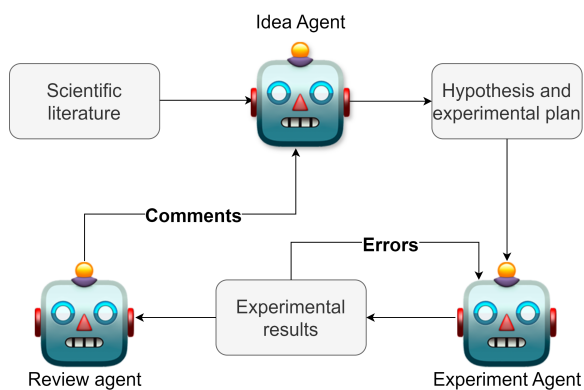 Idea Agent
Scientific
literature
Hypothesis and
experimental plan
Comments
Errors
Experimental
results
Review agent
Experiment Agent